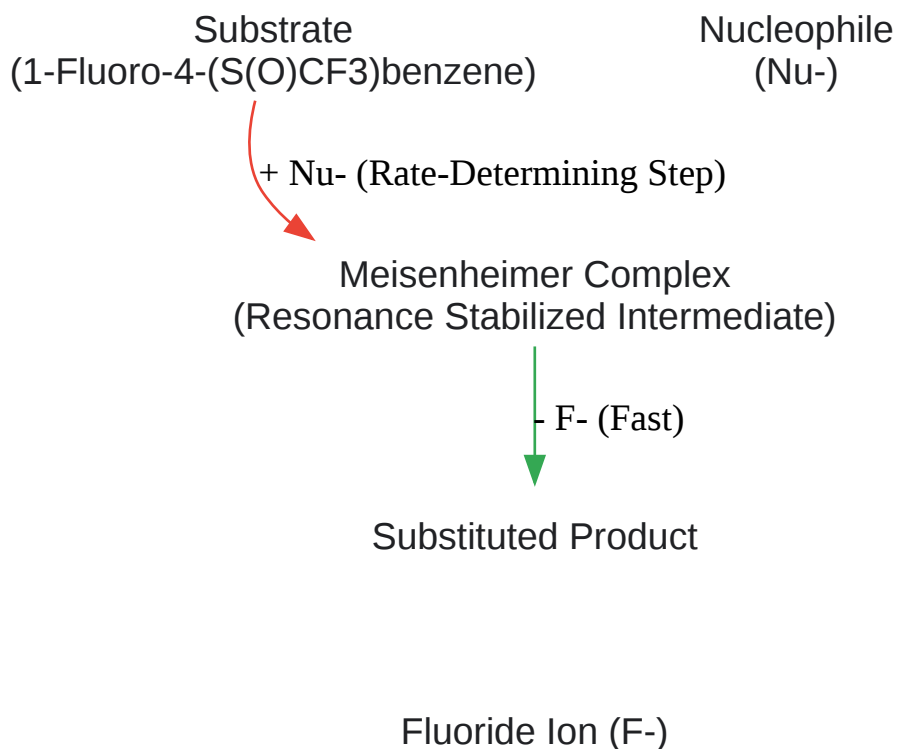 Substrate
(1-Fluoro-4-(S(O)CF3)benzene)
Nucleophile
(Nu-)
+ Nu- (Rate-Determining Step)
Meisenheimer Complex
(Resonance Stabilized Intermediate)
- F- (Fast)
Substituted Product
Fluoride Ion (F-)